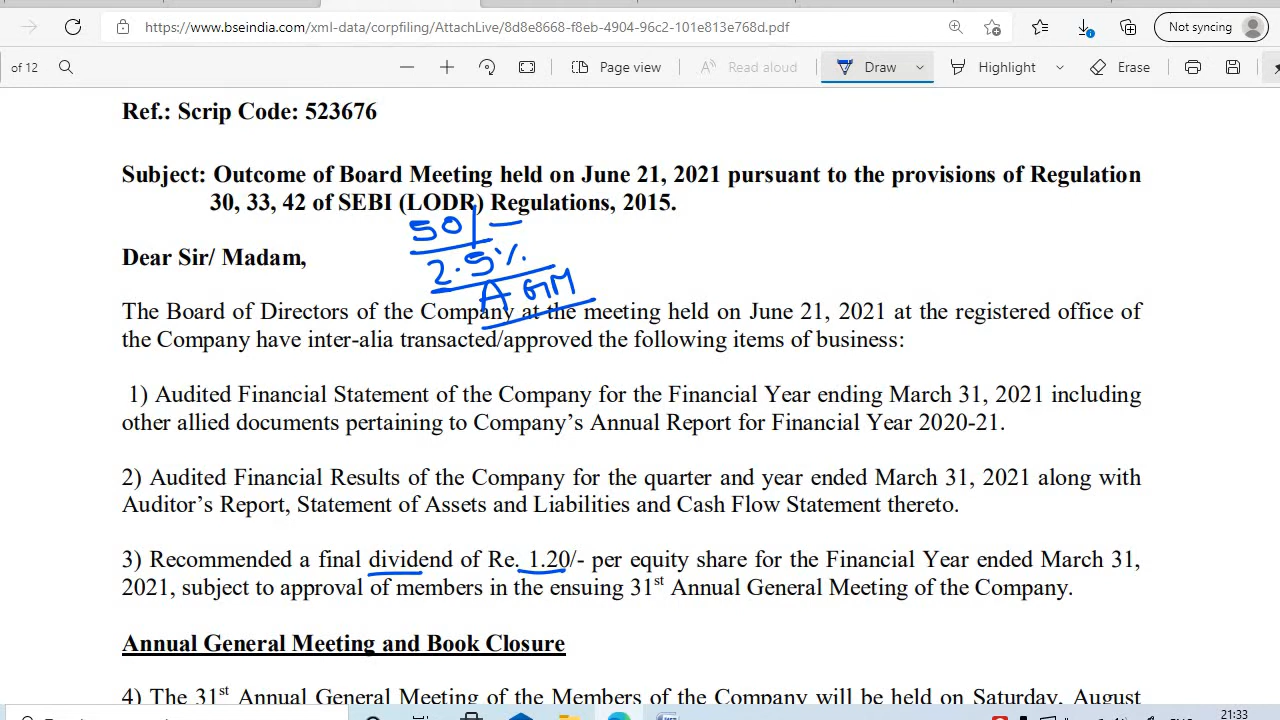 https://www.bseindia.com/xml-data/corpfiling/AttachLive/8d8e8668-f8eb-4904-96c2-101e813e768d.pdf
Not syncing
of 12
Page view
Read aloud
Draw
Highlight
Erase
Ref.: Scrip Code: 523676
Subject: Outcome of Board Meeting held on June 21, 2021 pursuant to the provisions of Regulation
30, 33, 42 of SEBI (LODR) Regulations, 2015.
50/-
Dear Sir/ Madam,
2.5%
AGM
The Board of Directors of the Company at the meeting held on June 21, 2021 at the registered office of
the Company have inter-alia transacted/approved the following items of business:
1) Audited Financial Statement of the Company for the Financial Year ending March 31, 2021 including
other allied documents pertaining to Company’s Annual Report for Financial Year 2020-21.
2) Audited Financial Results of the Company for the quarter and year ended March 31, 2021 along with
Auditor’s Report, Statement of Assets and Liabilities and Cash Flow Statement thereto.
3) Recommended a final dividend of Re. 1.20/- per equity share for the Financial Year ended March 31,
2021, subject to approval of members in the ensuing 31st Annual General Meeting of the Company.
Annual General Meeting and Book Closure
4) The 31st Annual General Meeting of the Members of the Company will be held on Saturday, August
21:33